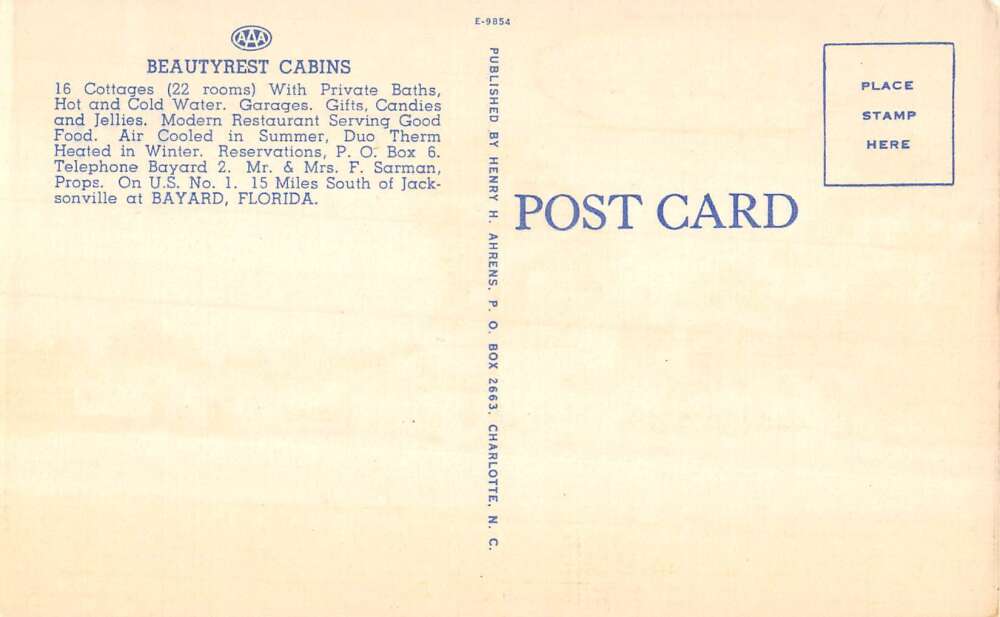 E-9854
AAA
BEAUTYREST CABINS
16 Cottages (22 rooms) With Private Baths,
Hot and Cold Water. Garages. Gifts, Candies
and Jellies. Modern Restaurant Serving Good
Food. Air Cooled in Summer, Duo Therm
Heated in Winter. Reservations, P. O. Box 6.
Telephone Bayard 2. Mr. & Mrs. F. Sarman,
Props. On U.S. No. 1. 15 Miles South of Jack-
sonville at BAYARD, FLORIDA.
PUBLISHED BY HENRY H. AHRENS, P. O. BOX 2663, CHARLOTTE, N. C.
POST CARD
PLACE
STAMP
HERE